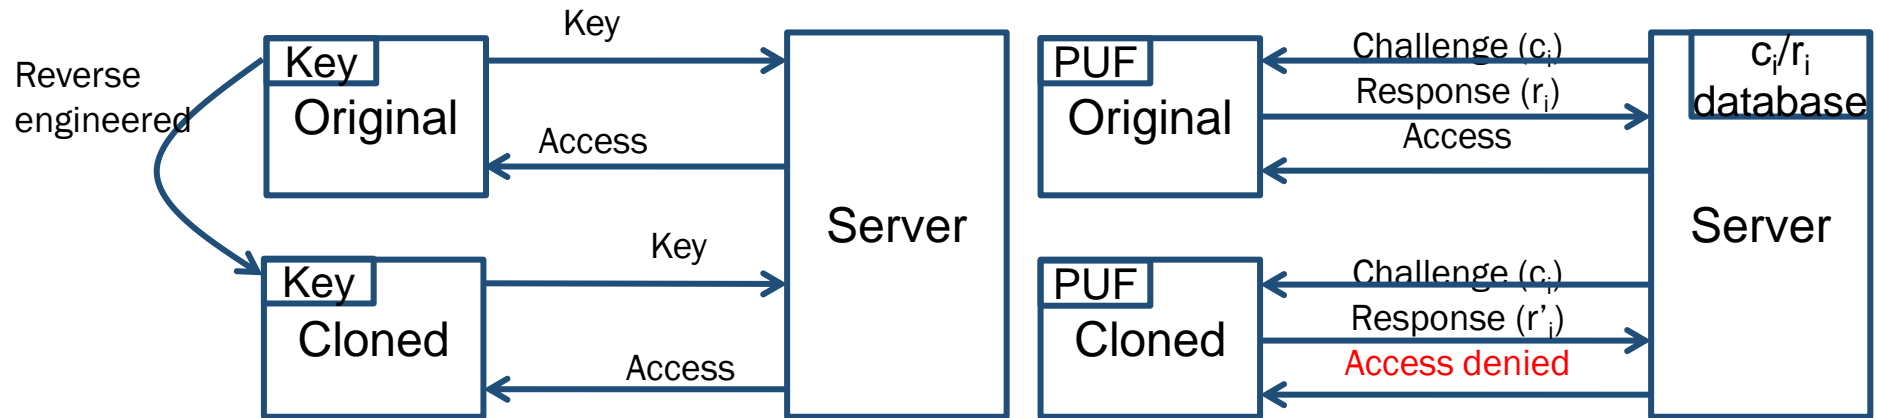 Reverse
engineered
Key
Original
Key
Access
Key
Cloned
Key
Access
Server
PUF
Original
Challenge (cᵢ)
Response (rᵢ)
Access
PUF
Cloned
Challenge (cᵢ)
Response (r’ᵢ)
Access denied
cᵢ/rᵢ
database
Server